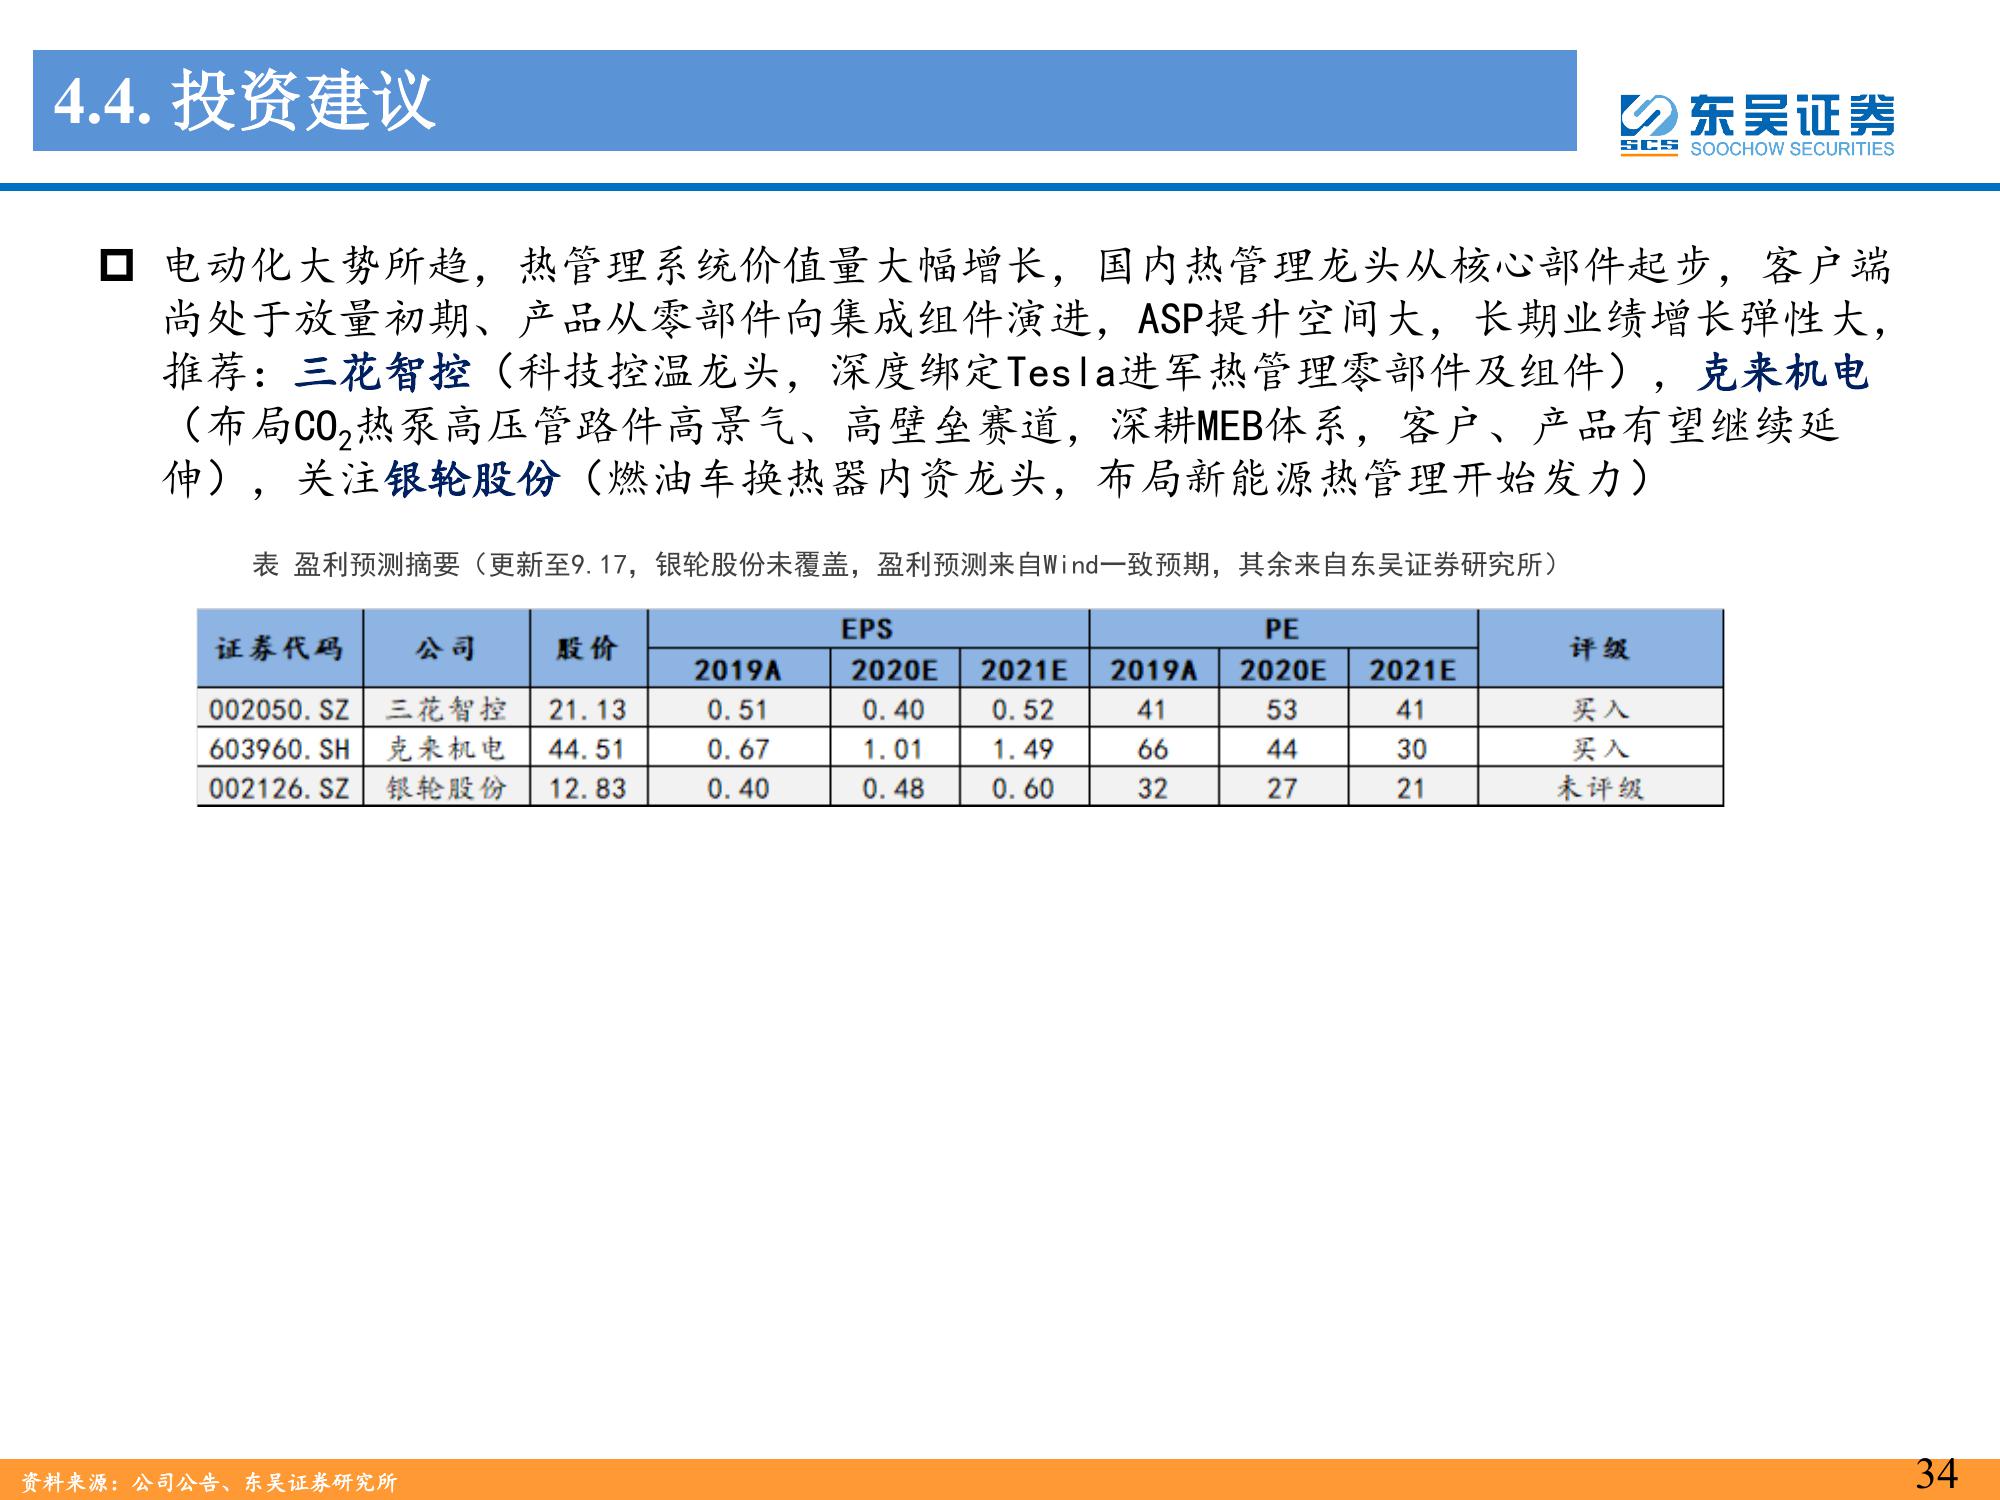 4.4. 投资建议
东吴证券
SCS
SOOCHOW SECURITIES
电动化大势所趋，热管理系统价值量大幅增长，国内热管理龙头从核心部件起步，客户端
尚处于放量初期、产品从零部件向集成组件演进，ASP提升空间大，长期业绩增长弹性大，
推荐：三花智控（科技控温龙头，深度绑定Tesla进军热管理零部件及组件），克来机电
（布局CO₂热泵高压管路件高景气、高壁垒赛道，深耕MEB体系，客户、产品有望继续延
伸），关注银轮股份（燃油车换热器内资龙头，布局新能源热管理开始发力）
表 盈利预测摘要（更新至9.17，银轮股份未覆盖，盈利预测来自Wind一致预期，其余来自东吴证券研究所）
证券代码 公司 股价 EPS PE 评级
2019A 2020E 2021E 2019A 2020E 2021E
002050.SZ 三花智控 21.13 0.51 0.40 0.52 41 53 41 买入
603960.SH 克来机电 44.51 0.67 1.01 1.49 66 44 30 买入
002126.SZ 银轮股份 12.83 0.40 0.48 0.60 32 27 21 未评级
资料来源：公司公告、东吴证券研究所
34